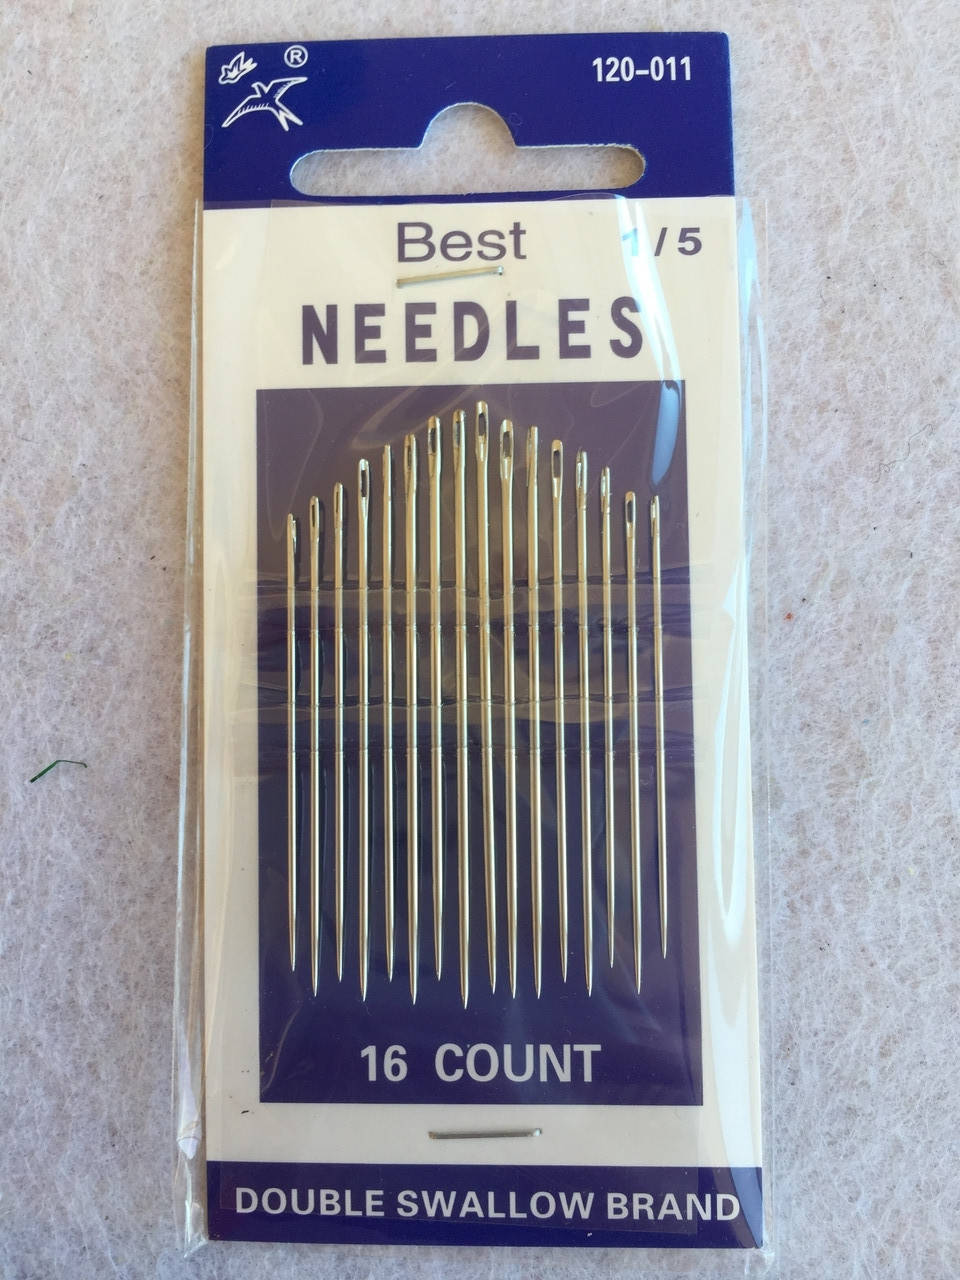 ®
120-011
Best
1/5
NEEDLES
16 COUNT
DOUBLE SWALLOW BRAND